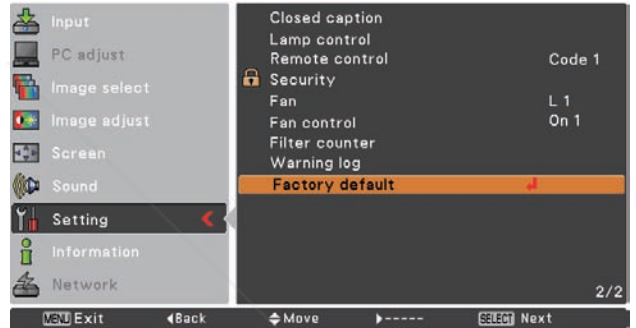 Input
PC adjust
Image select
Image adjust
Screen
Sound
Setting
Information
Network
Closed caption
Lamp control
Remote control Code 1
Security
Fan L 1
Fan control On 1
Filter counter
Warning log
Factory default
2/2
MENU Exit ◀Back ◆Move ▶----- SELECT Next